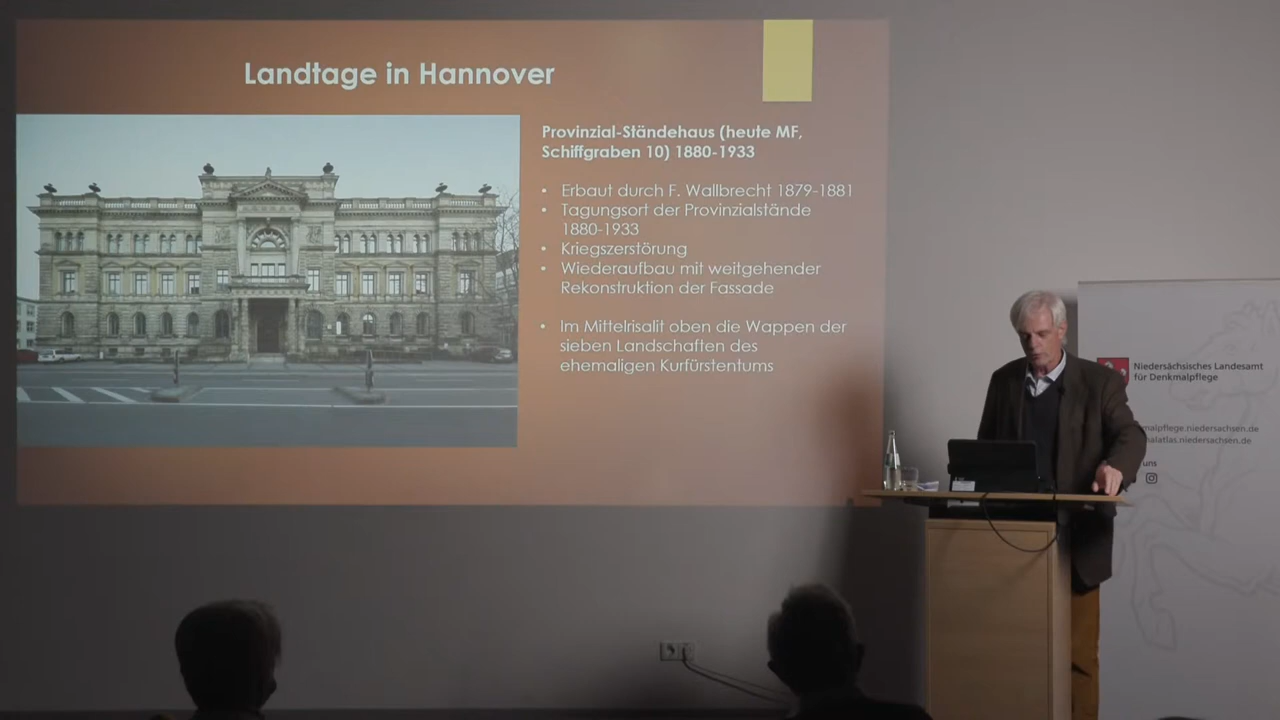 Landtage in Hannover
Provinzial-Ständehaus (heute MF,
Schiffgraben 10) 1880-1933
• Erbaut durch F. Wallbrecht 1879-1881
• Tagungsort der Provinzialstände
1880-1933
• Kriegszerstörung
• Wiederaufbau mit weitgehender
Rekonstruktion der Fassade
• Im Mittelrisalit oben die Wappen der
sieben Landschaften des
ehemaligen Kurfürstentums
Niedersächsisches Landesamt
für Denkmalpflege
malpflege.niedersachsen.de
alatlas.niedersachsen.de
uns